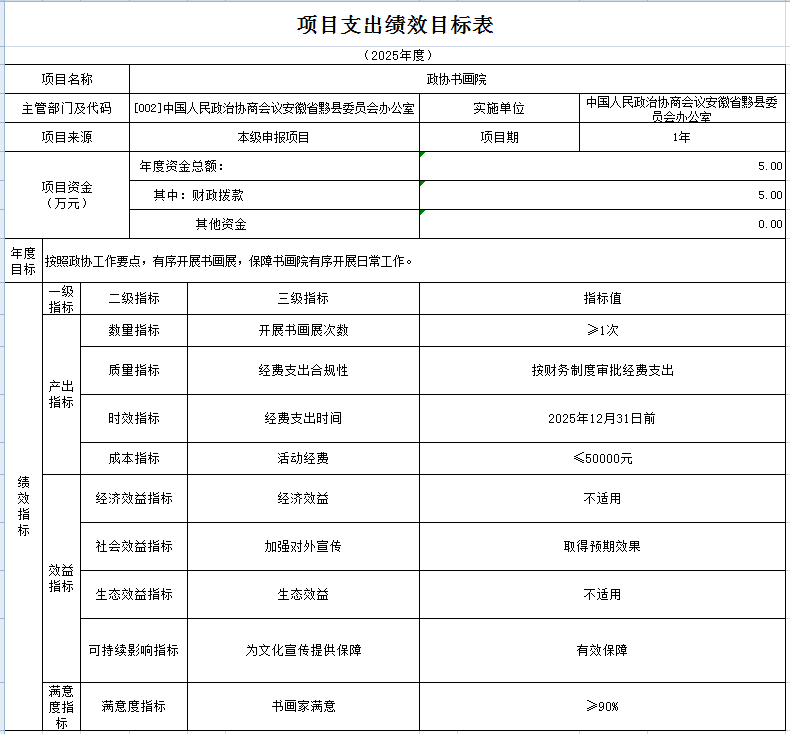 项目支出绩效目标表
（2025年度）
项目名称 政协书画院
主管部门及代码 [002]中国人民政治协商会议安徽省黟县委员会办公室 实施单位 中国人民政治协商会议安徽省黟县委
员会办公室
项目来源 本级申报项目 项目期 1年
项目资金
（万元）
年度资金总额： 5.00
其中：财政拨款 5.00
其他资金 0.00
年度
目标
按照政协工作要点，有序开展书画展，保障书画院有序开展日常工作。
绩
效
指
标
一级
指标
二级指标 三级指标 指标值
产出
指标
数量指标 开展书画展次数 ≥1次
质量指标 经费支出合规性 按财务制度审批经费支出
时效指标 经费支出时间 2025年12月31日前
成本指标 活动经费 ≤50000元
效益
指标
经济效益指标 经济效益 不适用
社会效益指标 加强对外宣传 取得预期效果
生态效益指标 生态效益 不适用
可持续影响指标 为文化宣传提供保障 有效保障
满意
度指
标
满意度指标 书画家满意 ≥90%